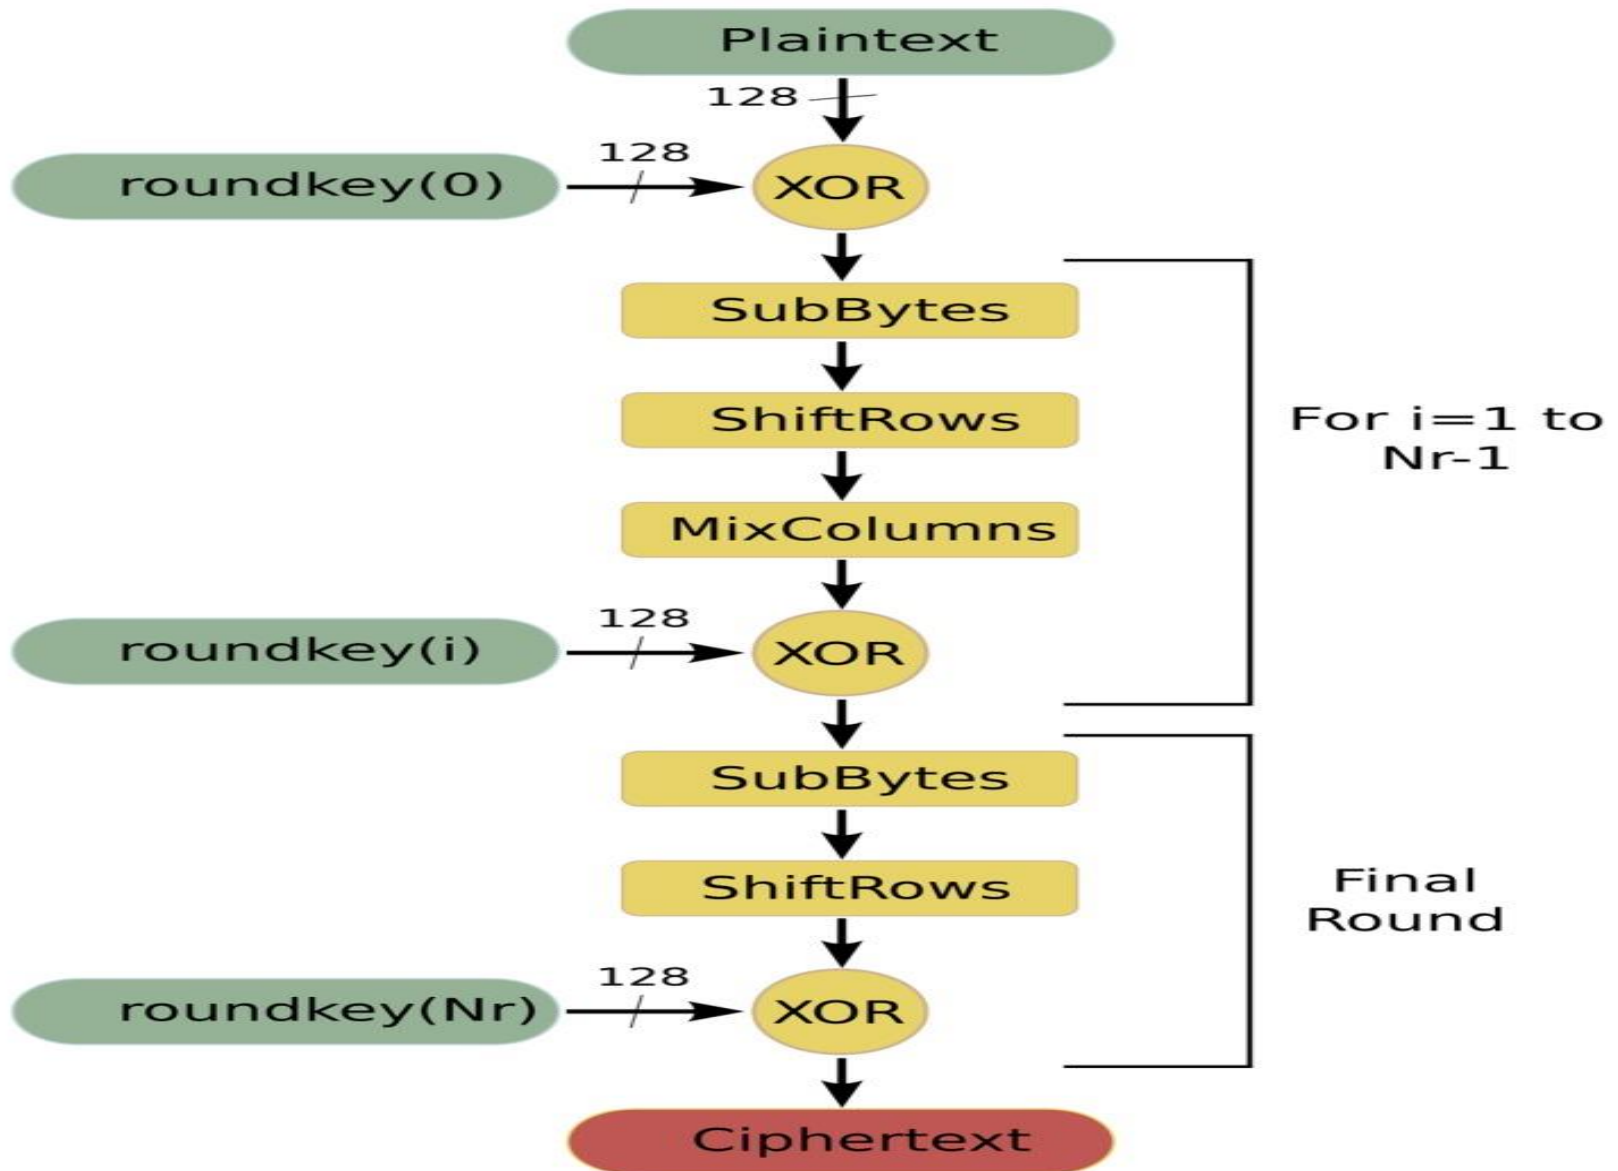 Plaintext
128
128
roundkey(0)
XOR
SubBytes
ShiftRows
For i=1 to
Nr-1
MixColumns
128
roundkey(i)
XOR
SubBytes
ShiftRows
Final
Round
128
roundkey(Nr)
XOR
Ciphertext